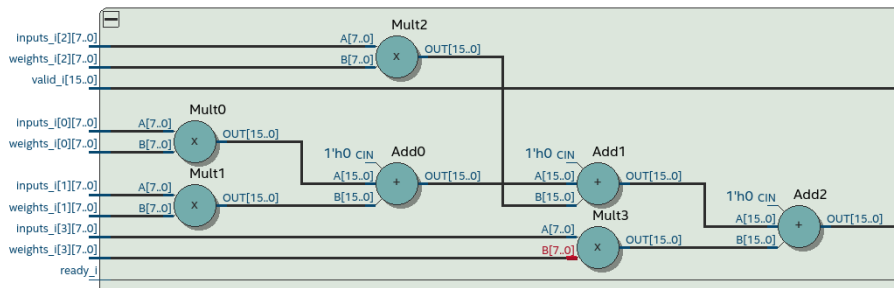 Mult2
inputs_i[2][7..0] A[7..0] OUT[15..0]
weights_i[2][7..0] B[7..0] x
valid_i[15..0]
Mult0
inputs_i[0][7..0] A[7..0] OUT[15..0]
weights_i[0][7..0] B[7..0] x
1'h0 CIN Add0 1'h0 CIN Add1
Mult1
inputs_i[1][7..0] A[7..0] OUT[15..0] A[15..0] + OUT[15..0] A[15..0] + OUT[15..0]
weights_i[1][7..0] B[7..0] x B[15..0] B[15..0]
1'h0 CIN Add2
Mult3
inputs_i[3][7..0] A[7..0] OUT[15..0] A[15..0] + OUT[15..0]
weights_i[3][7..0] B[7..0] x B[15..0]
ready_i